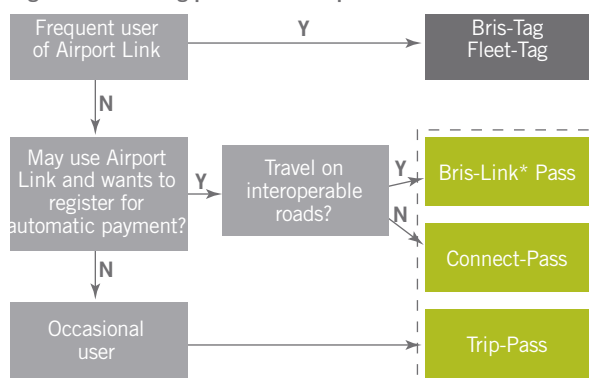 Frequent user
of Airport Link
Y
Bris-Tag
Fleet-Tag
N
May use Airport
Link and wants to
register for
automatic payment?
Y
Travel on
interoperable
roads?
Y
Bris-Link* Pass
N
Connect-Pass
N
Occasional
user
Trip-Pass